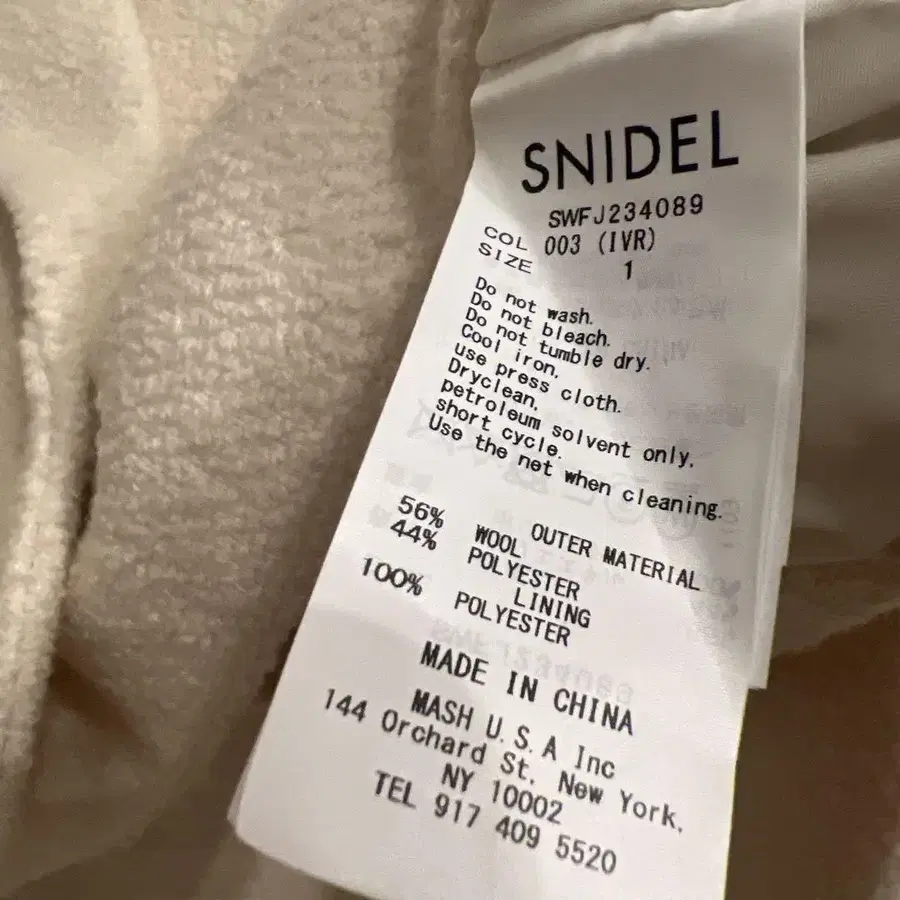 SNIDEL
SWFJ234089
COL 003 (IVR)
SIZE 1
Do not wash.
Do not bleach.
Do not tumble dry.
Cool iron.
use press cloth.
Dryclean.
petroleum solvent only,
short cycle.
Use the net when cleaning.
OUTER MATERIAL
56% WOOL
44% POLYESTER
LINING
100% POLYESTER
MADE IN CHINA
MASH U.S.A Inc
144 Orchard St. New York,
NY 10002
TEL 917 409 5520